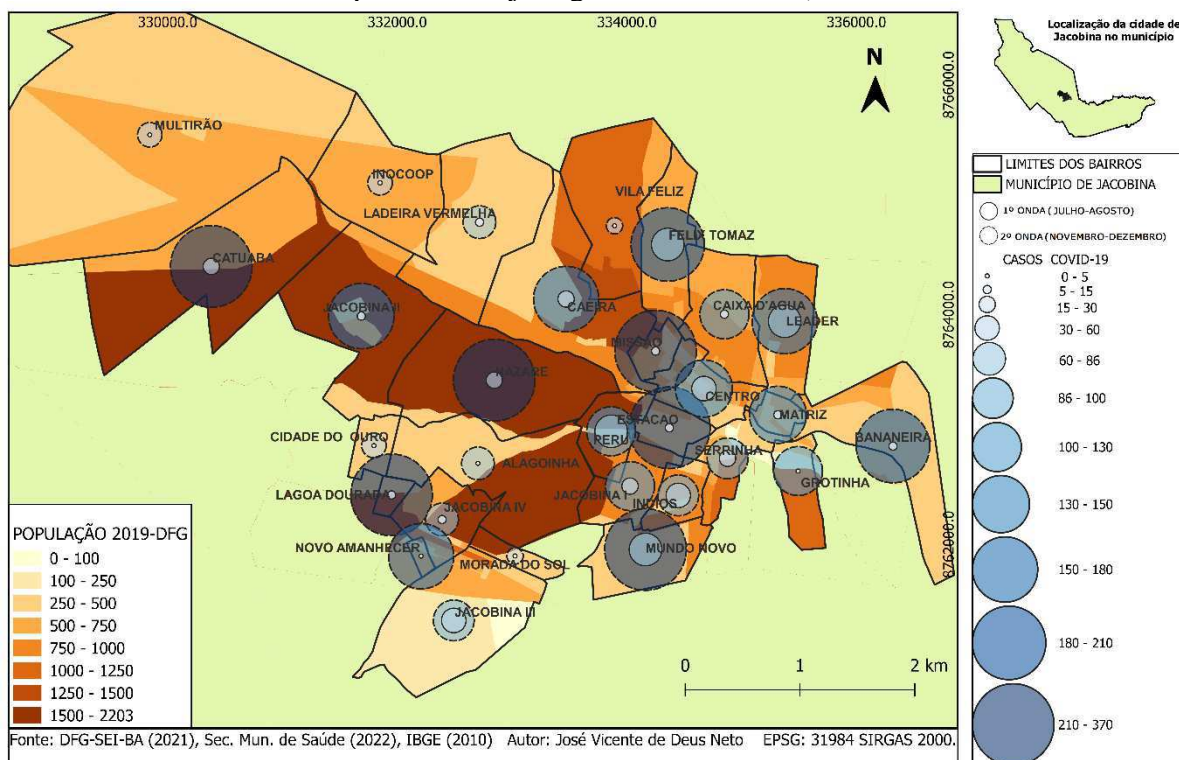 330000.0 332000.0 334000.0 336000.0
8766000.0
8764000.0
8762000.0
N
MULTIRÃO
INOCOOP
LADEIRA VERMELHA
VILA FELIZ
FELIX TOMAZ
CATUABA
JACOBINA II
CAEIRA
CAIXA D'AGUA
LEADER
MISSÃO
NAZARE
CENTRO
MATRIZ
ESTACAO
PERU
BANANEIRA
CIDADE DO OURO
ALAGOINHA
SERRINHA
GROTINHA
LAGOA DOURADA
JACOBINA I
INDIOS
JACOBINA IV
NOVO AMANHECER
MUNDO NOVO
MORADA DO SOL
JACOBINA III
POPULAÇÃO 2019-DFG
0 - 100
100 - 250
250 - 500
500 - 750
750 - 1000
1000 - 1250
1250 - 1500
1500 - 2203
0 1 2 km
Fonte: DFG-SEI-BA (2021), Sec. Mun. de Saúde (2022), IBGE (2010) Autor: José Vicente de Deus Neto EPSG: 31984 SIRGAS 2000.
Localização da cidade de
Jacobina no município
LIMITES DOS BAIRROS
MUNICÍPIO DE JACOBINA
1º ONDA (JULHO-AGOSTO)
2º ONDA (NOVEMBRO-DEZEMBRO)
CASOS COVID-19
0 - 5
5 - 15
15 - 30
30 - 60
60 - 86
86 - 100
100 - 130
130 - 150
150 - 180
180 - 210
210 - 370